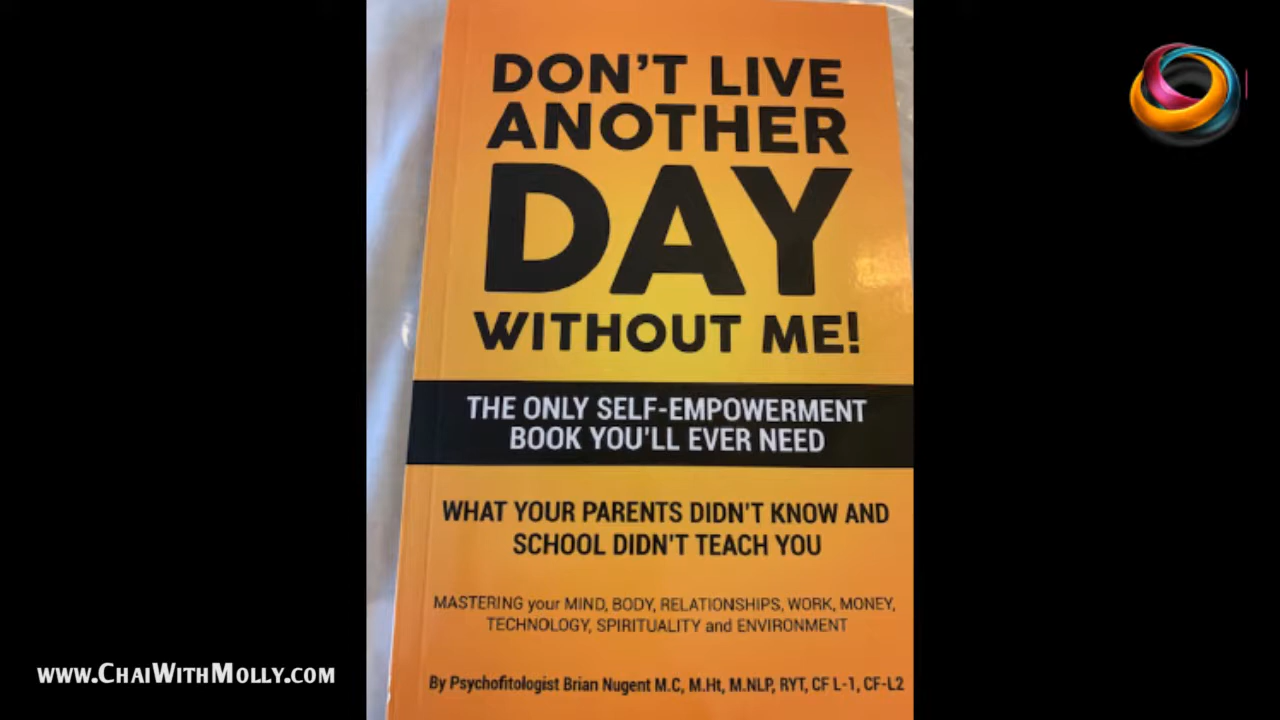 DON'T LIVE
ANOTHER
DAY
WITHOUT ME!
THE ONLY SELF-EMPOWERMENT
BOOK YOU'LL EVER NEED
WHAT YOUR PARENTS DIDN'T KNOW AND
SCHOOL DIDN'T TEACH YOU
MASTERING your MIND, BODY, RELATIONSHIPS, WORK, MONEY,
TECHNOLOGY, SPIRITUALITY and ENVIRONMENT
By Psychofitologist Brian Nugent M.C, M.Ht, M.NLP, RYT, CF L-1, CF-L2
www.ChaiWithMolly.com